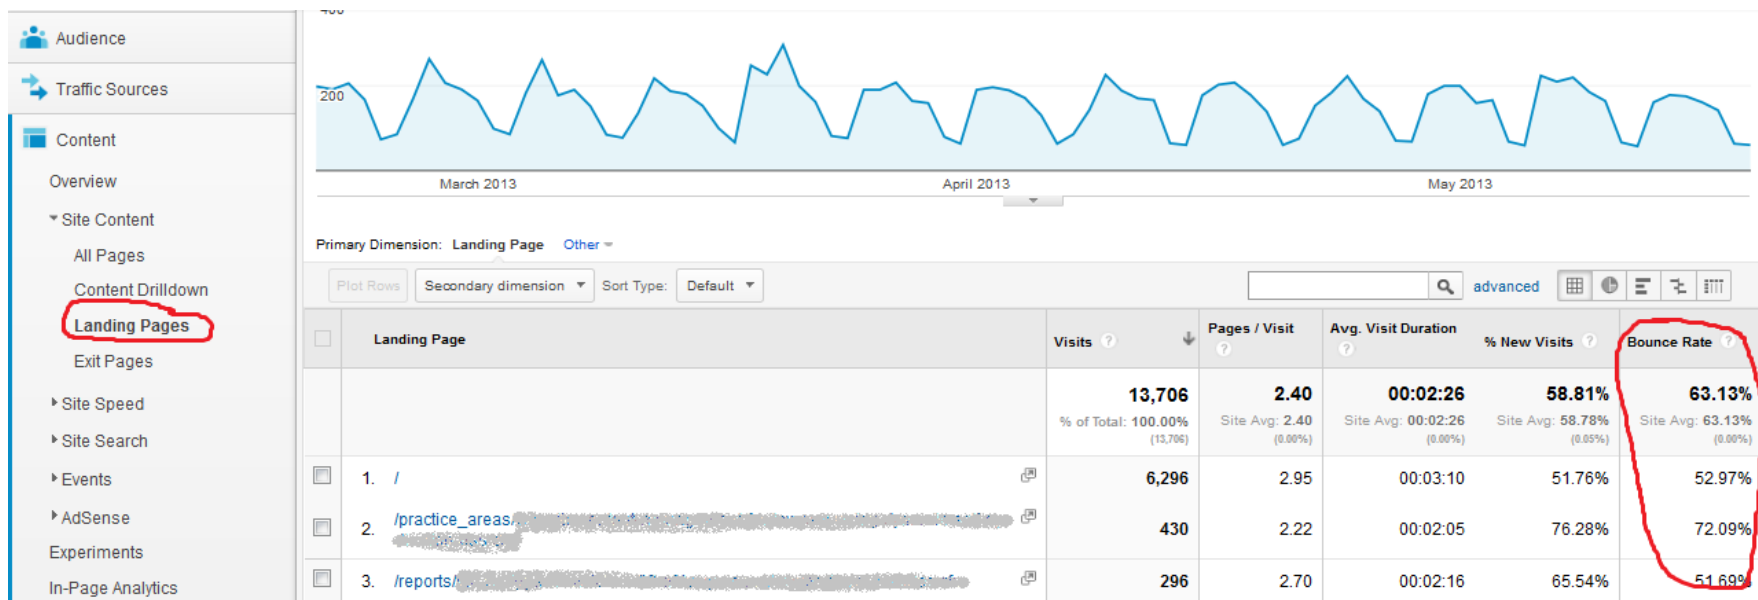 Audience
Traffic Sources
Content
Overview
Site Content
All Pages
Content Drilldown
Landing Pages
Exit Pages
Site Speed
Site Search
Events
AdSense
Experiments
In-Page Analytics
400
200
March 2013 April 2013 May 2013
Primary Dimension: Landing Page Other
Plot Rows Secondary dimension Sort Type: Default advanced
Landing Page Visits ? Pages / Visit ? Avg. Visit Duration ? % New Visits ? Bounce Rate ?
13,706 2.40 00:02:26 58.81% 63.13%
% of Total: 100.00% Site Avg: 2.40 Site Avg: 00:02:26 Site Avg: 58.78% Site Avg: 63.13%
(13,706) (0.00%) (0.00%) (0.05%) (0.00%)
1. / 6,296 2.95 00:03:10 51.76% 52.97%
2. /practice_areas/ 430 2.22 00:02:05 76.28% 72.09%
3. /reports/ 296 2.70 00:02:16 65.54% 51.69%